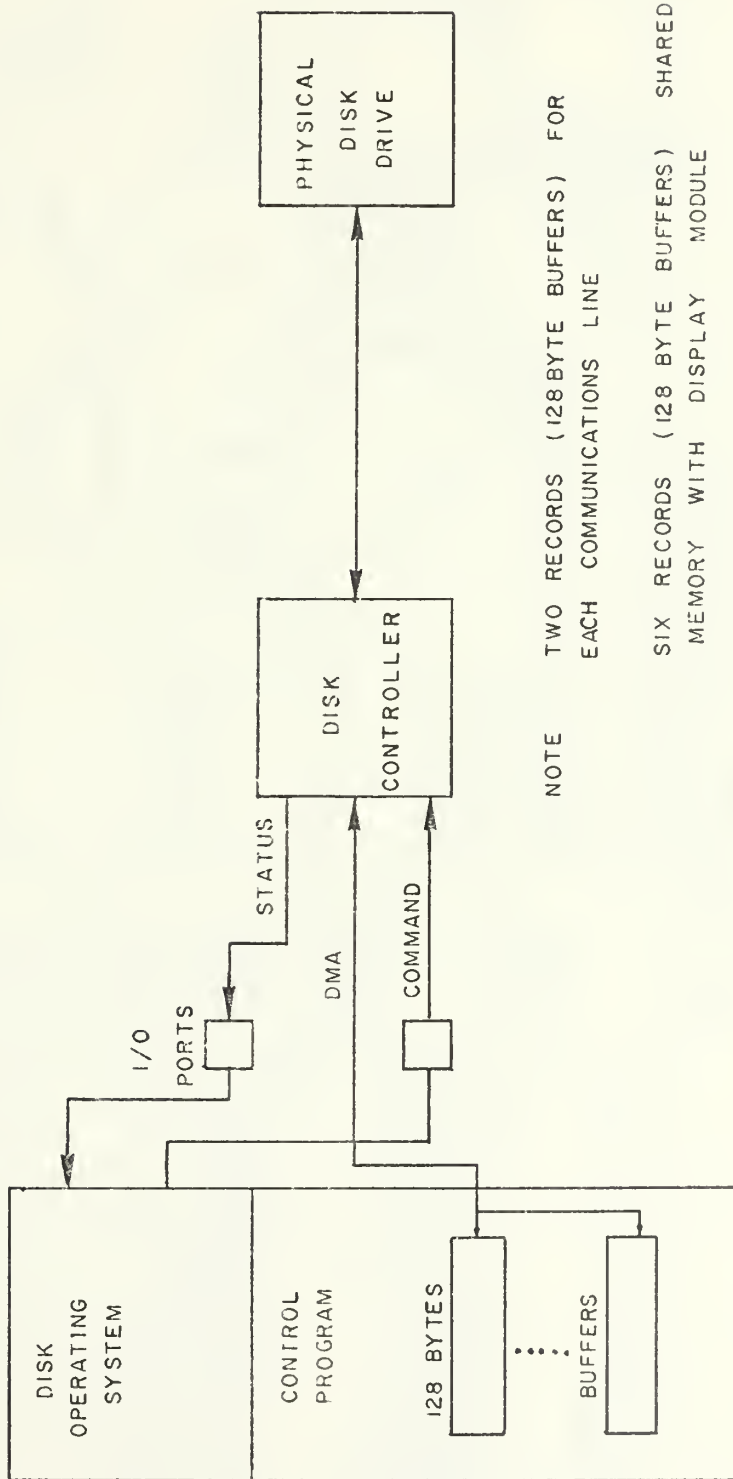 DISK
OPERATING
SYSTEM
CONTROL
PROGRAM
128 BYTES
BUFFERS
I/O
PORTS
STATUS
DMA
COMMAND
DISK
CONTROLLER
PHYSICAL
DISK
DRIVE
NOTE TWO RECORDS (128 BYTE BUFFERS) FOR
EACH COMMUNICATIONS LINE
SIX RECORDS (128 BYTE BUFFERS) SHARED
MEMORY WITH DISPLAY MODULE